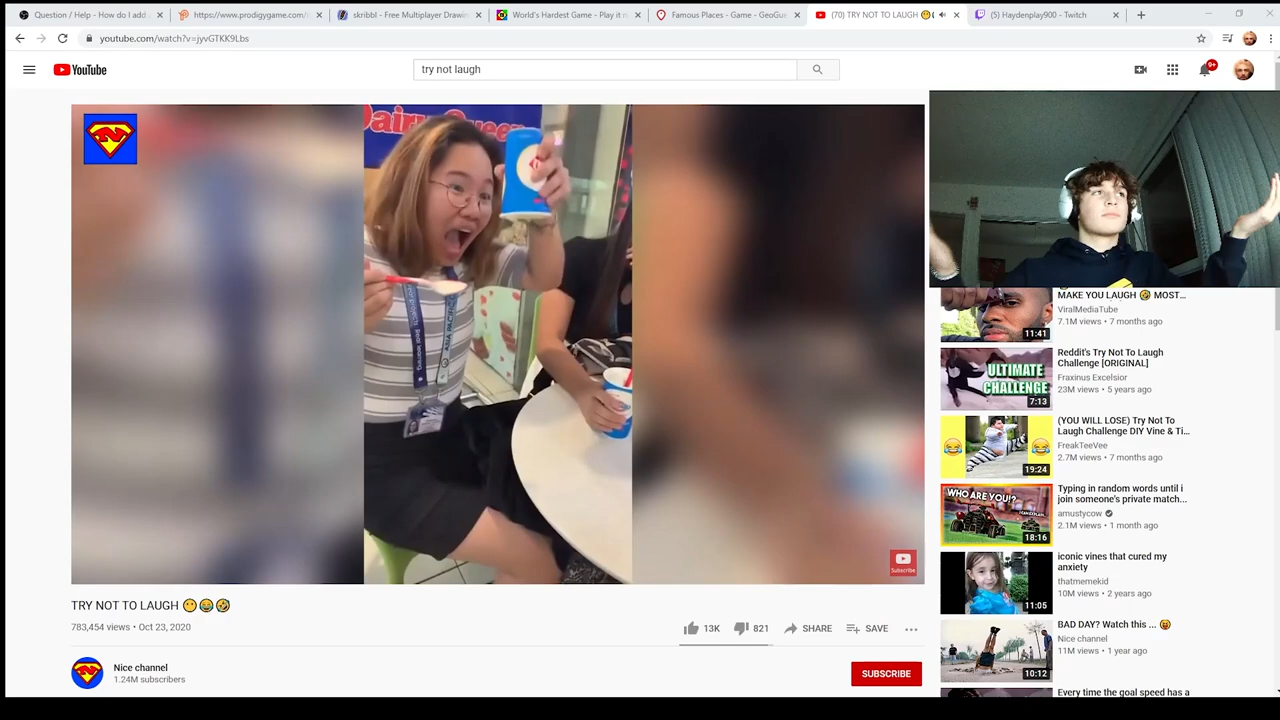 Question / Help - How do I add a
https://www.prodigygame.com/
skribbl - Free Multiplayer Drawin
World's Hardest Game - Play it n
Famous Places - Game - GeoGue
(70) TRY NOT TO LAUGH
(5) Haydenplay900 - Twitch
youtube.com/watch?v=jyvGTKK9Lbs
YouTube
try not laugh
9+
Dairy Queen
N
Subscribe
TRY NOT TO LAUGH 😶😂🤣
783,454 views • Oct 23, 2020
13K
821
SHARE
SAVE
N
Nice channel
1.24M subscribers
SUBSCRIBE
MAKE YOU LAUGH 🤣 MOST...
ViralMediaTube
7.1M views • 7 months ago
11:41
Reddit's Try Not To Laugh
Challenge [ORIGINAL]
Fraxinus Excelsior
23M views • 5 years ago
ULTIMATE
CHALLENGE
7:13
(YOU WILL LOSE) Try Not To
Laugh Challenge DIY Vine & Ti...
FreakTeeVee
2.7M views • 7 months ago
19:24
Typing in random words until i
join someone's private match...
amustycow
2.1M views • 1 month ago
WHO ARE YOU!?
18:16
iconic vines that cured my
anxiety
thatmemekid
10M views • 2 years ago
11:05
BAD DAY? Watch this ... 😝
Nice channel
11M views • 1 year ago
10:12
Every time the goal speed has a